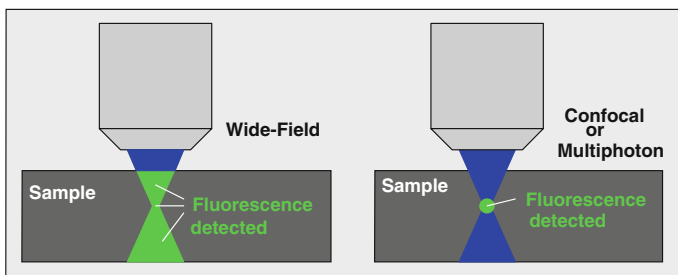 Wide-Field
Sample
Fluorescence
detected
Confocal
or
Multiphoton
Sample
Fluorescence
detected